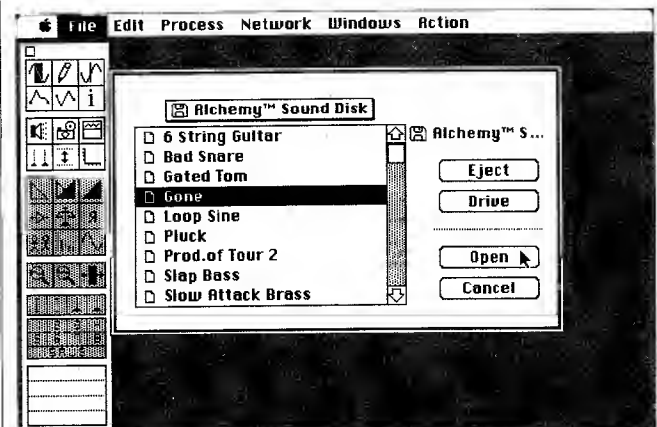 File Edit Process Network Windows Action
Alchemy™ Sound Disk
6 String Guitar
Bad Snare
Gated Tom
Gone
Loop Sine
Pluck
Prod.of Tour 2
Slap Bass
Slow Attack Brass
Alchemy™ S...
Eject
Drive
Open
Cancel
i